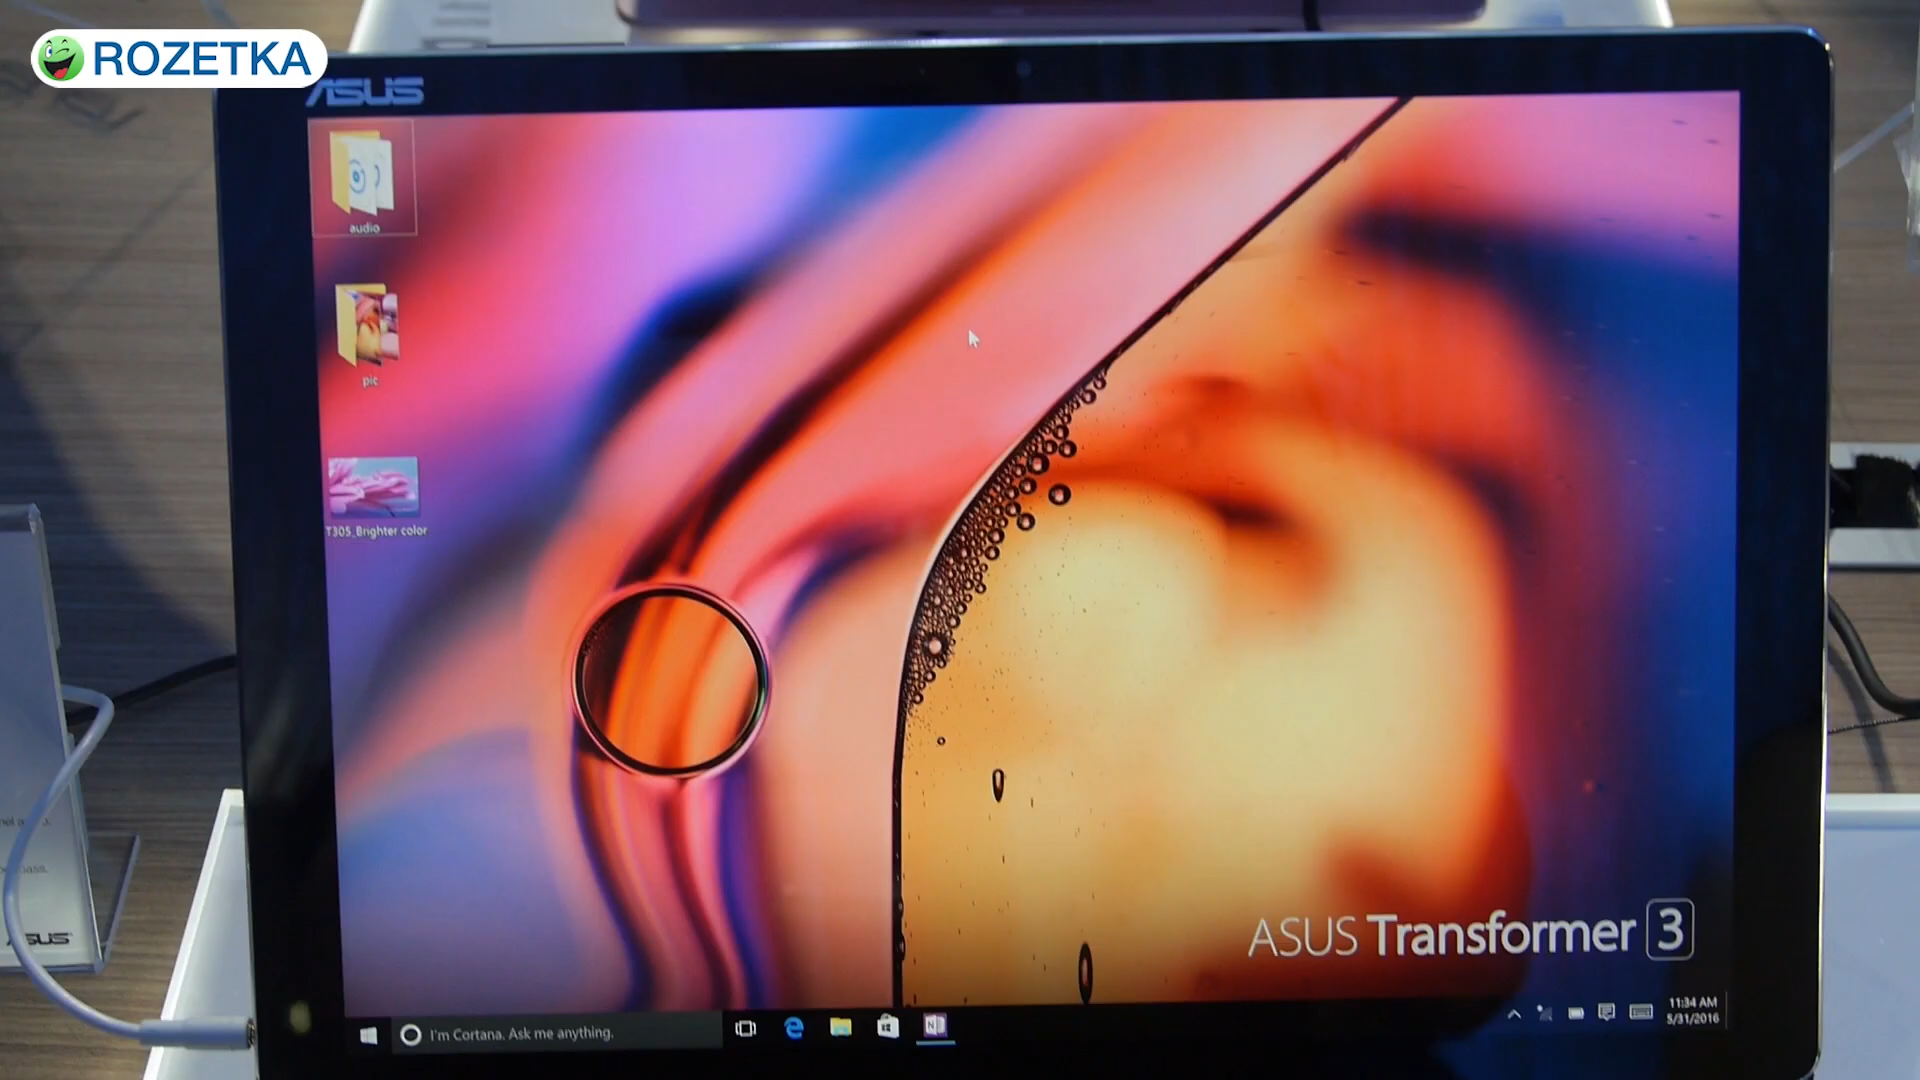 ROZETKA
ASUS
audio
pic
T305_Brighter color
ASUS
ASUS Transformer 3
I'm Cortana. Ask me anything.
11:34 AM
5/31/2016